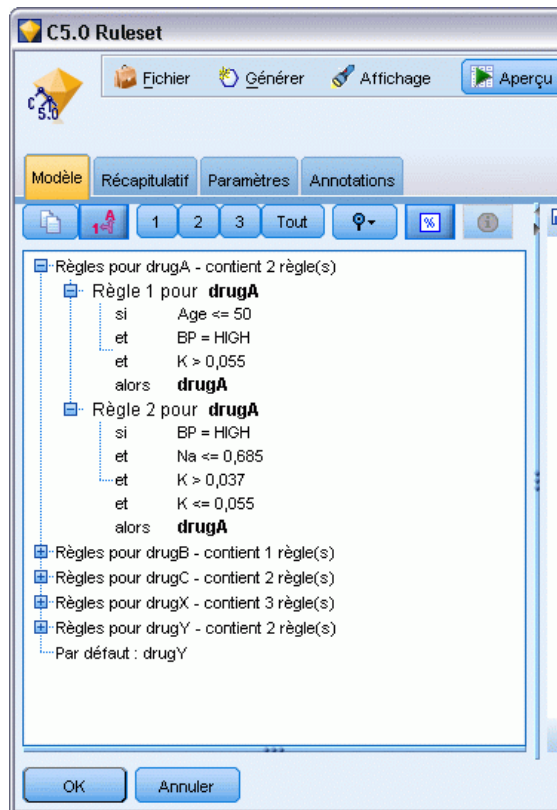 C5.0 Ruleset
C 5.0
Fichier Générer Affichage Aperçu
Modèle Récapitulatif Paramètres Annotations
1 2 3 Tout %
Règles pour drugA - contient 2 règle(s)
Règle 1 pour drugA
si Age <= 50
et BP = HIGH
et K > 0,055
alors drugA
Règle 2 pour drugA
si BP = HIGH
et Na <= 0,685
et K > 0,037
et K <= 0,055
alors drugA
Règles pour drugB - contient 1 règle(s)
Règles pour drugC - contient 2 règle(s)
Règles pour drugX - contient 3 règle(s)
Règles pour drugY - contient 2 règle(s)
Par défaut : drugY
OK Annuler